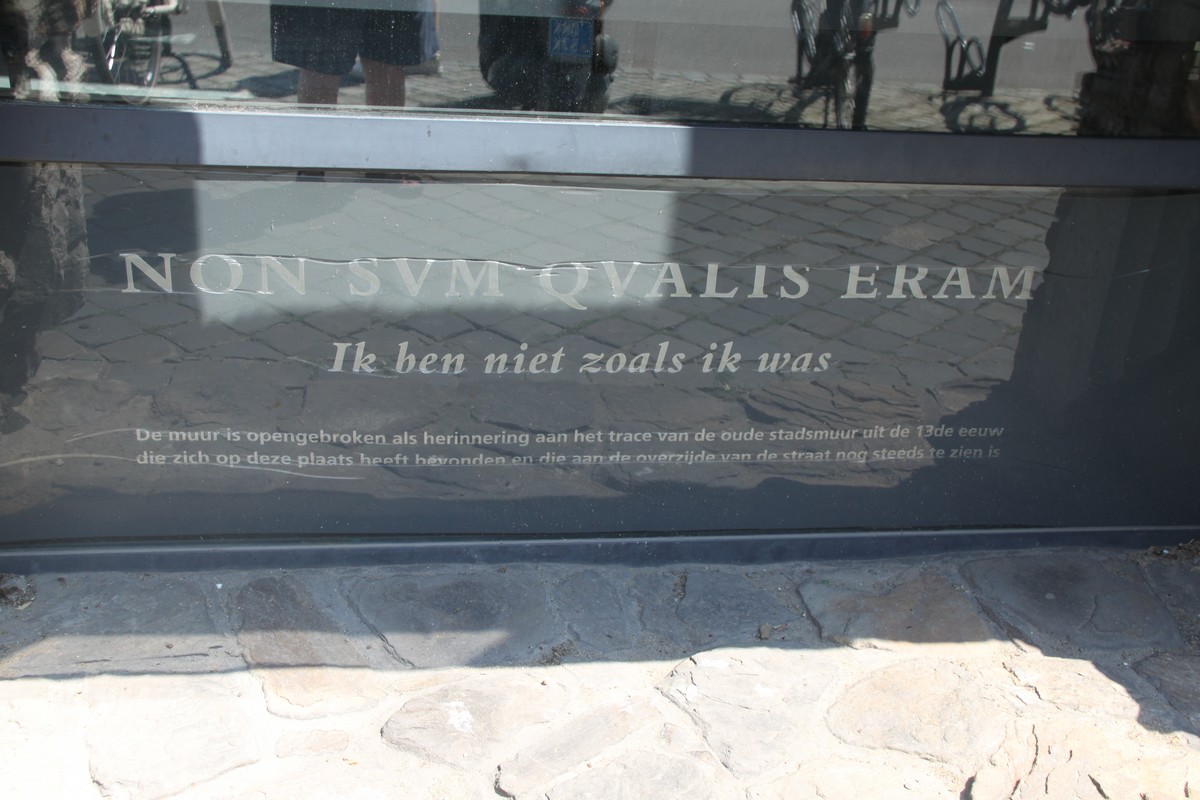 NON SVM QVALIS ERAM
Ik ben niet zoals ik was
De muur is opengebroken als herinnering aan het trace van de oude stadsmuur uit de 13de eeuw
die zich op deze plaats heeft bevonden en die aan de overzijde van de straat nog steeds te zien is